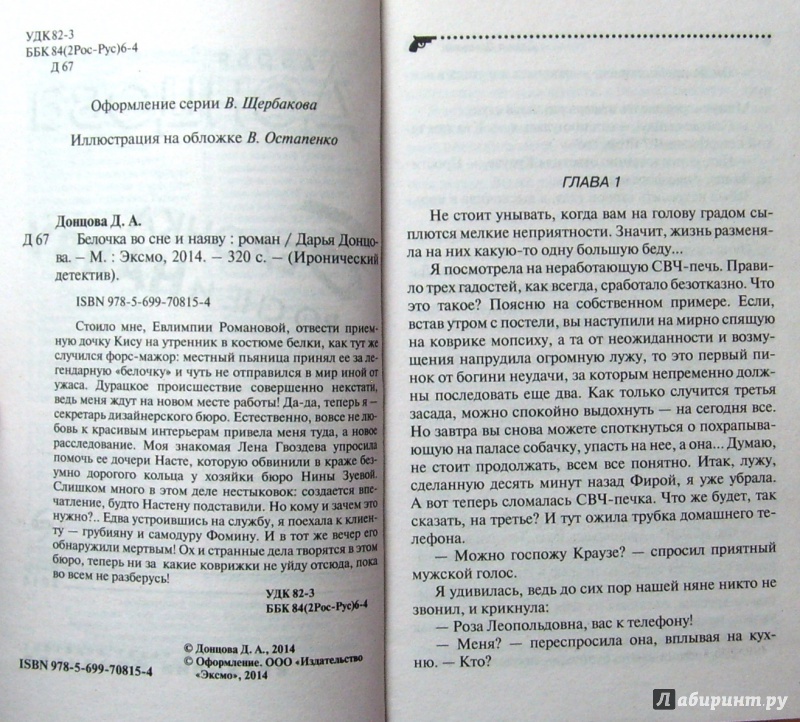 УДК 82-3
ББК 84(2Рос-Рус)6-4
Д 67
Оформление серии В. Щербакова
Иллюстрация на обложке В. Остапенко
Донцова Д. А.
Д 67 Белочка во сне и наяву : роман / Дарья Донцо-
ва. – М. : Эксмо, 2014. – 320 с. – (Иронический
детектив).
ISBN 978-5-699-70815-4
Стоило мне, Евлимпии Романовой, отвести прием-
ную дочку Кису на утренник в костюме белки, как тут же
случился форс-мажор: местный пьяница принял ее за ле-
гендарную «белочку» и чуть не отправился в мир иной от
ужаса. Дурацкое происшествие совершенно некстати,
ведь меня ждут на новом месте работы! Да-да, теперь я –
секретарь дизайнерского бюро. Естественно, вовсе не лю-
бовь к красивым интерьерам привела меня туда, а новое
расследование. Моя знакомая Лена Гвоздева упросила
помочь ее дочери Насте, которую обвинили в краже без-
умно дорогого кольца у хозяйки бюро Нины Зуевой.
Слишком много в этом деле нестыковок: создается впе-
чатление, будто Настену подставили. Но кому и зачем это
нужно?.. Едва устроившись на службу, я поехала к клиен-
ту — грубияну и самодуру Фомину. И в тот же вечер его
обнаружили мертвым! Ох и странные дела творятся в этом
бюро, теперь ни за какие коврижки не уйду отсюда, пока
во всем не разберусь!
УДК 82-3
ББК 84(2Рос-Рус)6-4
© Донцова Д. А., 2014
© Оформление. ООО «Издательство
«Эксмо», 2014
ISBN 978-5-699-70815-4
ГЛАВА 1
Не стоит унывать, когда вам на голову градом сы-
плются мелкие неприятности. Значит, жизнь разменя-
ла на них какую-то одну большую беду...
Я посмотрела на неработающую СВЧ-печь. Прави-
ло трех гадостей, как всегда, сработало безотказно. Что
это такое? Поясню на собственном примере. Если,
встав утром с постели, вы наступили на мирно спящую
на коврике мопсиху, а та от неожиданности и возму-
щения напрудила огромную лужу, то это первый пи-
нок от богини неудачи, за которым непременно долж-
ны последовать еще два. Как только случится третья
засада, можно спокойно выдохнуть — на сегодня все.
Но завтра вы снова можете споткнуться о похрапываю-
щую на паласе собачку, упасть на нее, а она... Думаю,
не стоит продолжать, всем все понятно. Итак, лужу,
сделанную десять минут назад Фирой, я уже убрала.
А вот теперь сломалась СВЧ-печка. Что же будет, так
сказать, на третье? И тут ожила трубка домашнего те-
лефона.
— Можно госпожу Краузе? — спросил приятный
мужской голос.
Я удивилась, ведь до сих пор нашей няне никто не
звонил, и крикнула:
— Роза Леопольдовна, вас к телефону!
— Меня? — переспросила она, вплывая на кух-
ню. — Кто?
Лабиринт.ру